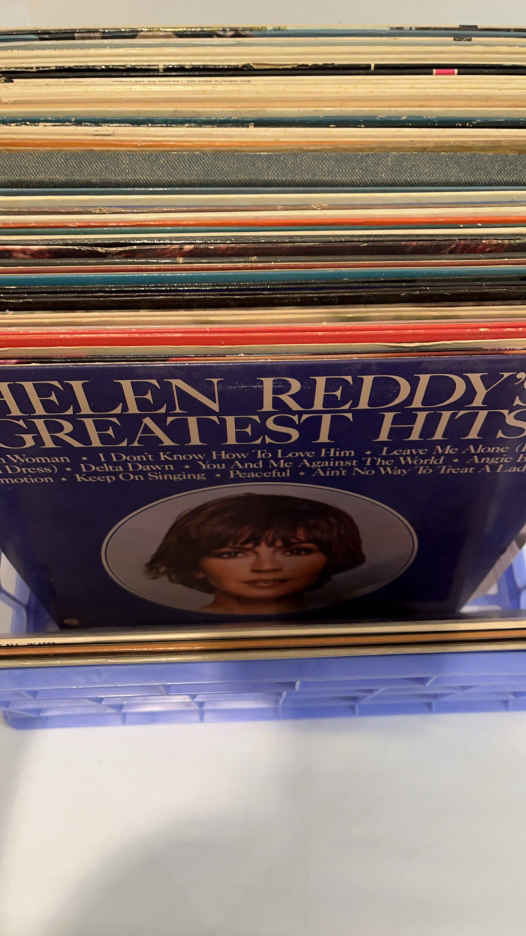 HELEN REDDY'S
GREATEST HITS
Woman • I Don't Know How To Love Him • Leave Me Alone (
Dress) • Delta Dawn • You And Me Against The World • Angie B
motion • Keep On Singing • Peaceful • Ain't No Way To Treat A Lad